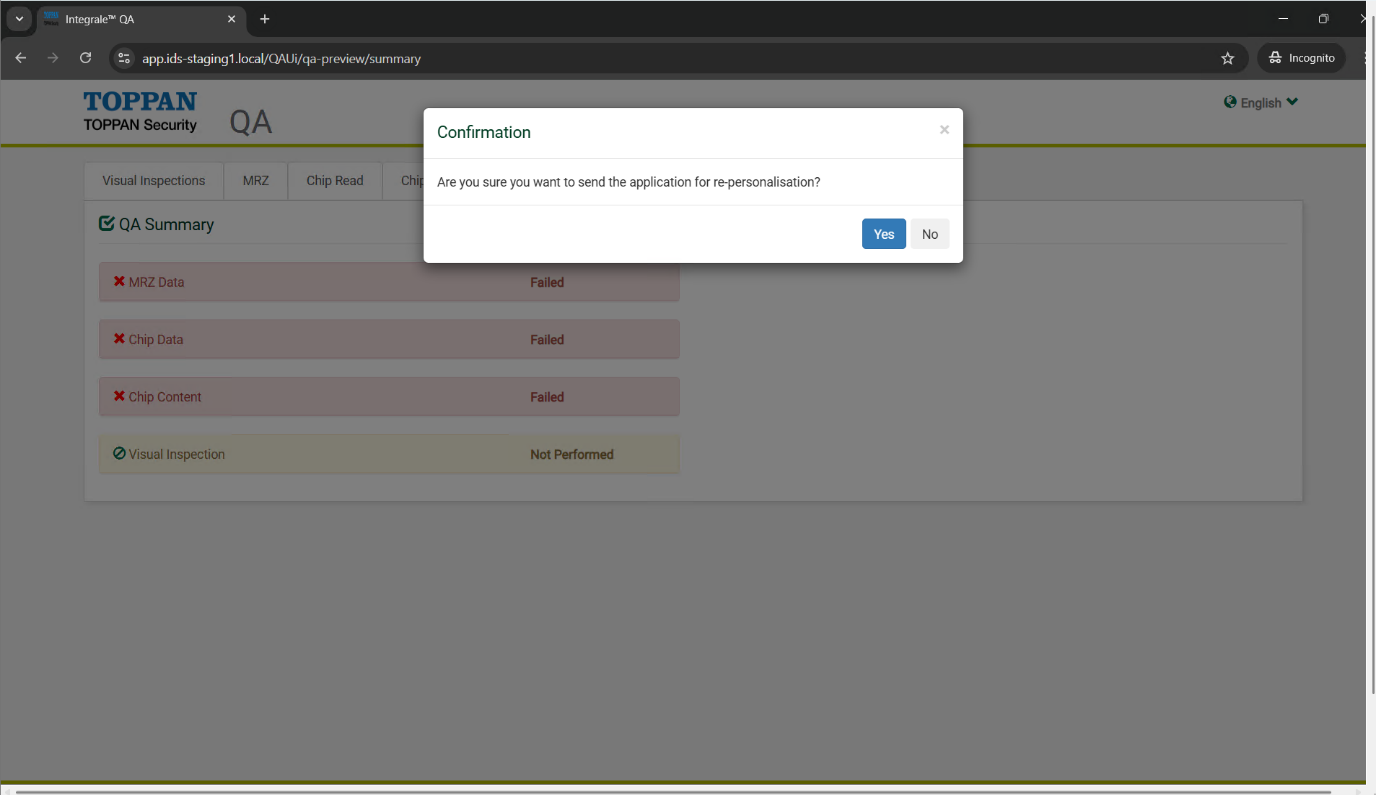 Integrale™ QA
app.ids-staging1.local/QAUi/qa-preview/summary
Incognito
TOPPAN
TOPPAN Security
QA
English
Confirmation
Are you sure you want to send the application for re-personalisation?
Yes No
Visual Inspections MRZ Chip Read
QA Summary
MRZ Data Failed
Chip Data Failed
Chip Content Failed
Visual Inspection Not Performed